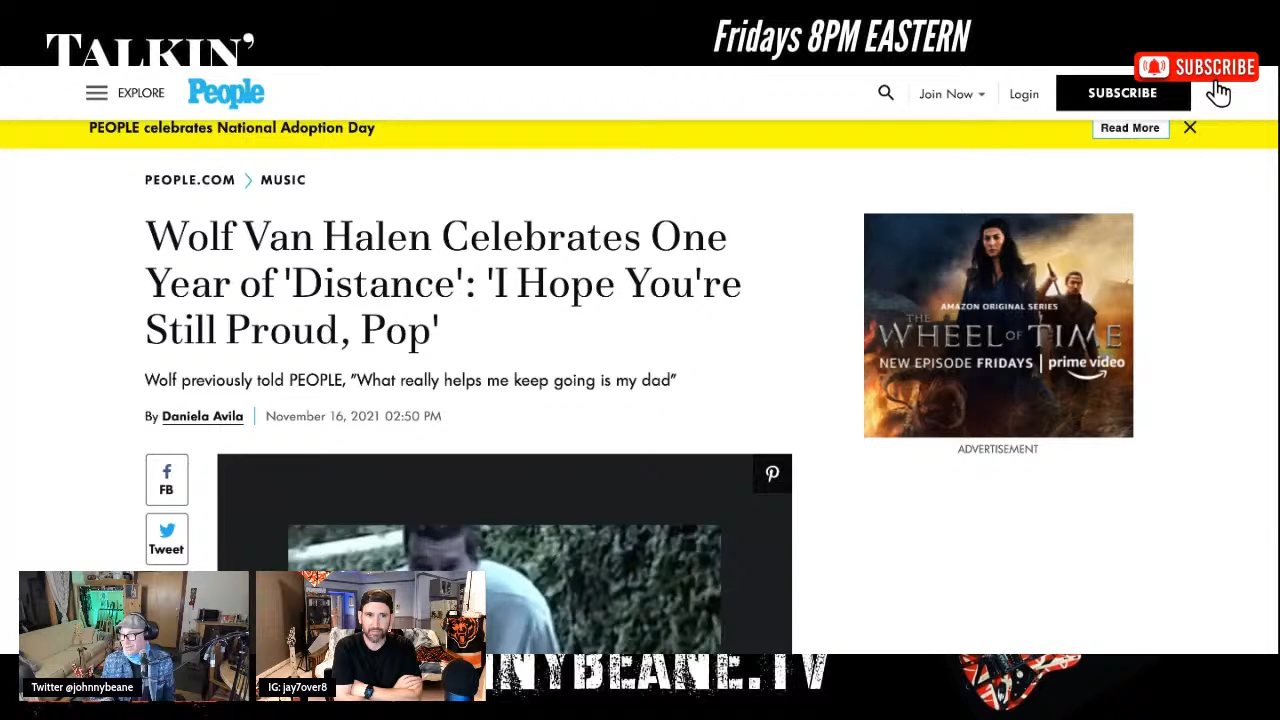 TALKIN'
Fridays 8PM EASTERN
SUBSCRIBE
EXPLORE
People
Join Now
Login
SUBSCRIBE
PEOPLE celebrates National Adoption Day
Read More
PEOPLE.COM
MUSIC
Wolf Van Halen Celebrates One
Year of 'Distance': 'I Hope You're
Still Proud, Pop'
Wolf previously told PEOPLE, "What really helps me keep going is my dad"
By Daniela Avila
November 16, 2021 02:50 PM
AMAZON ORIGINAL SERIES
THE
WHEEL OF TIME
NEW EPISODE FRIDAYS | prime video
ADVERTISEMENT
FB
Tweet
Twitter @johnnybeane
IG: jay7over8
NNYBEANE.TV